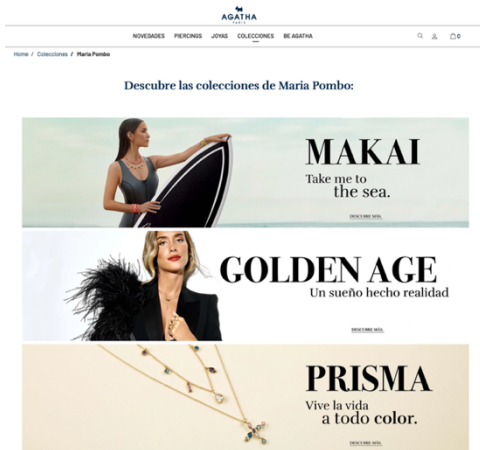 AGATHA
PARIS
NOVEDADES PIERCINGS JOYAS COLECCIONES BE AGATHA
0
Home / Colecciones / Maria Pombo
Descubre las colecciones de Maria Pombo:
MAKAI
Take me to
the sea.
DESCUBRE MÁS.
GOLDEN AGE
Un sueño hecho realidad
DESCUBRE MÁS.
PRISMA
Vive la vida
a todo color.
DESCUBRE MÁS.